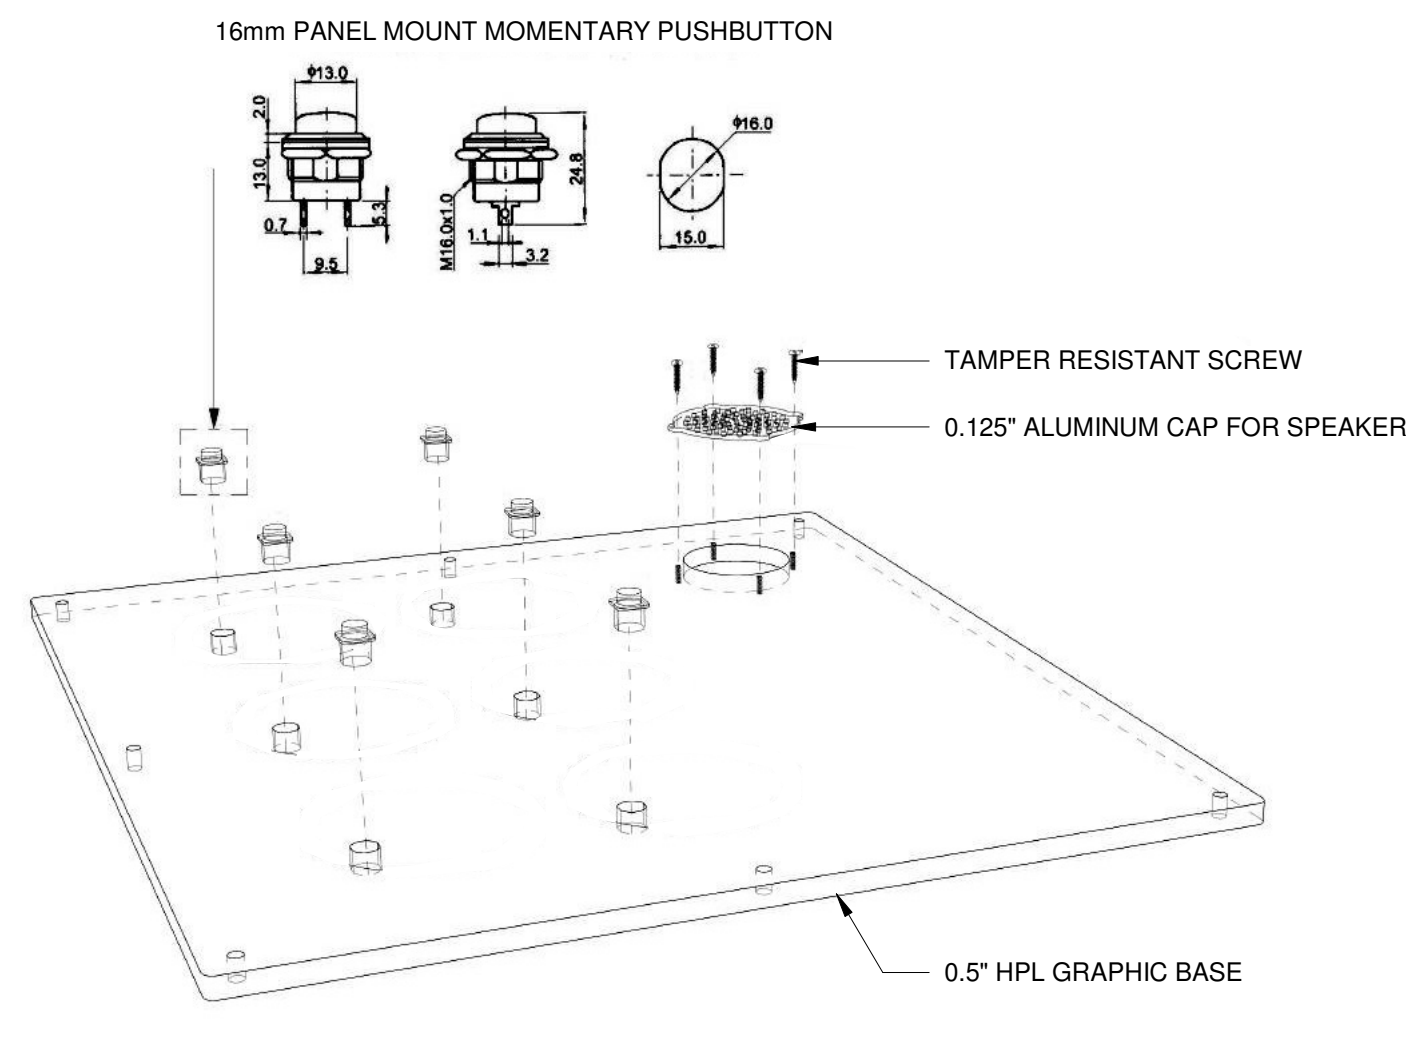 16mm PANEL MOUNT MOMENTARY PUSHBUTTON
ϕ13.0
2.0
13.0
0.7
5.3
9.5
M16.0x1.0
24.8
1.1
3.2
ϕ16.0
15.0
TAMPER RESISTANT SCREW
0.125" ALUMINUM CAP FOR SPEAKER
0.5" HPL GRAPHIC BASE